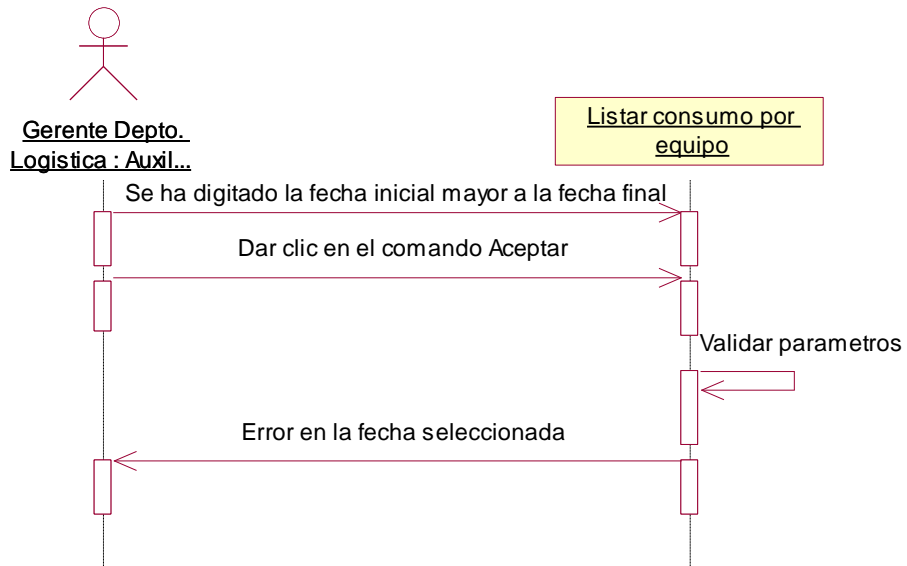 Gerente Depto.
Logistica : Auxil...
Listar consumo por
equipo
Se ha digitado la fecha inicial mayor a la fecha final
Dar clic en el comando Aceptar
Validar parametros
Error en la fecha seleccionada